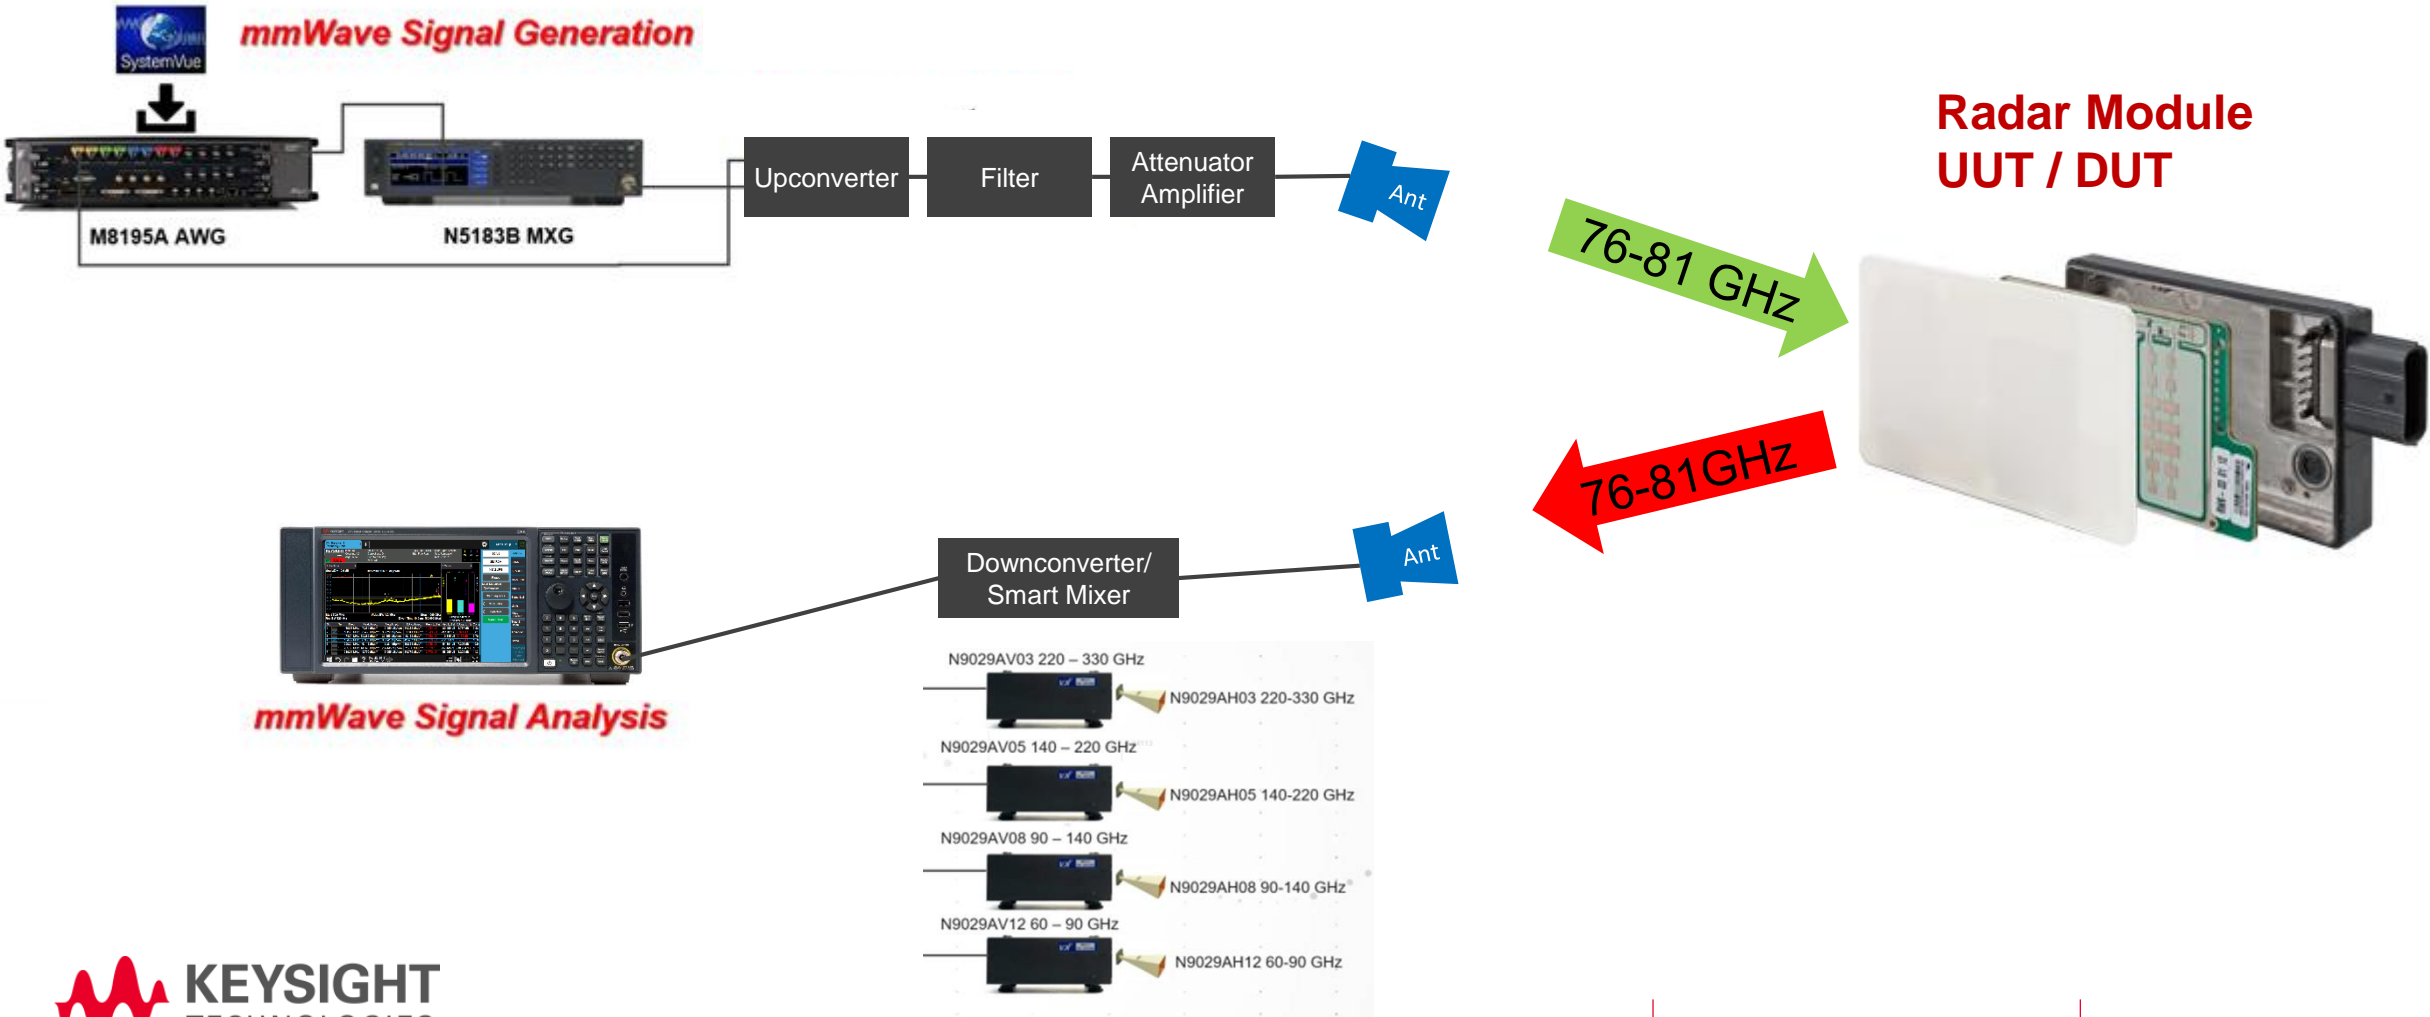 SystemVue
mmWave Signal Generation
M8195A AWG
N5183B MXG
Upconverter
Filter
Attenuator
Amplifier
Ant
76-81 GHz
Radar Module
UUT / DUT
76-81GHz
Ant
Downconverter/
Smart Mixer
mmWave Signal Analysis
N9029AV03 220 – 330 GHz
N9029AH03 220-330 GHz
N9029AV05 140 – 220 GHz
N9029AH05 140-220 GHz
N9029AV08 90 – 140 GHz
N9029AH08 90-140 GHz
N9029AV12 60 – 90 GHz
N9029AH12 60-90 GHz
KEYSIGHT
TECHNOLOGIES